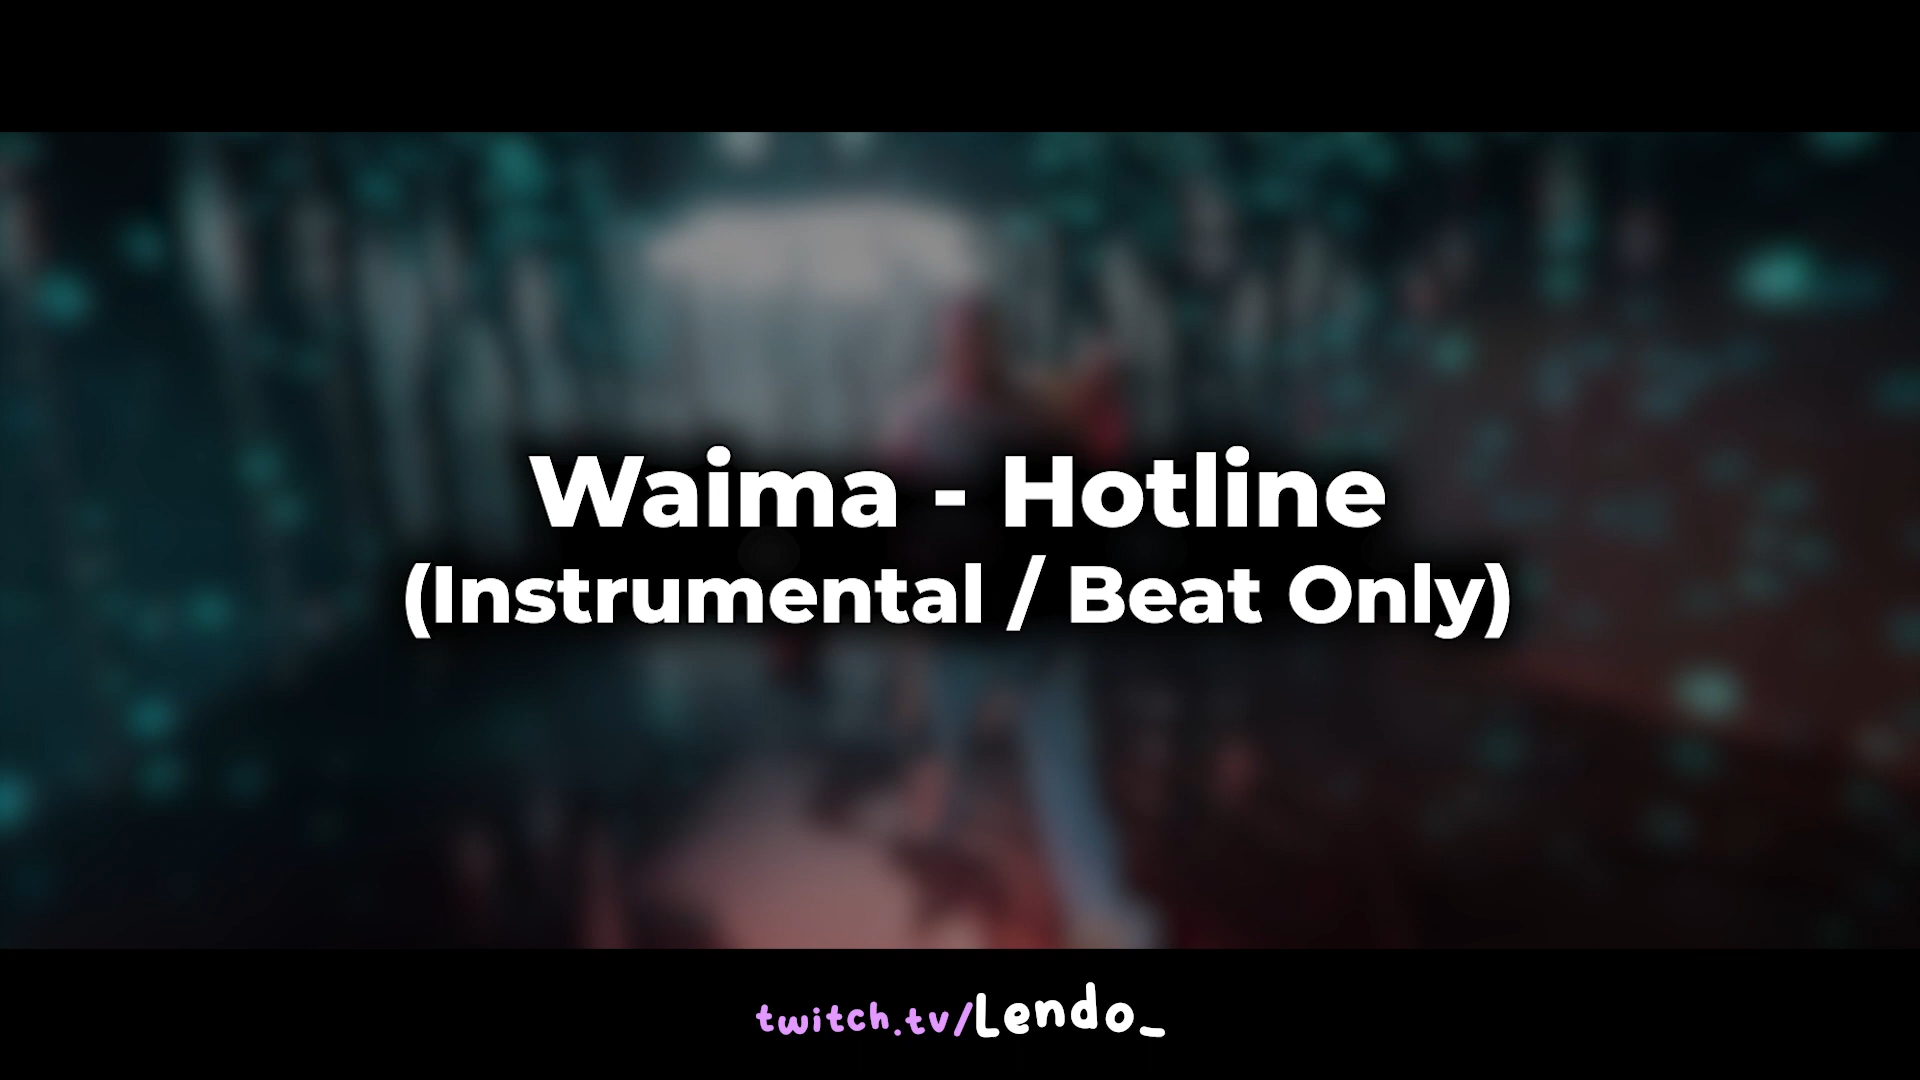 Waima - Hotline
(Instrumental / Beat Only)
twitch.tv/Lendo_